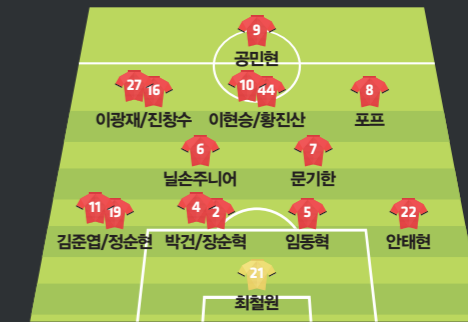 9
공민현
27 16 10 44 8
이광재/진창수 이현승/황진산 포프
6 7
닐손주니어 문기한
11 19 4 2 5 22
김준엽/정순현 박건/장순혁 임동혁 안태현
21
최철원